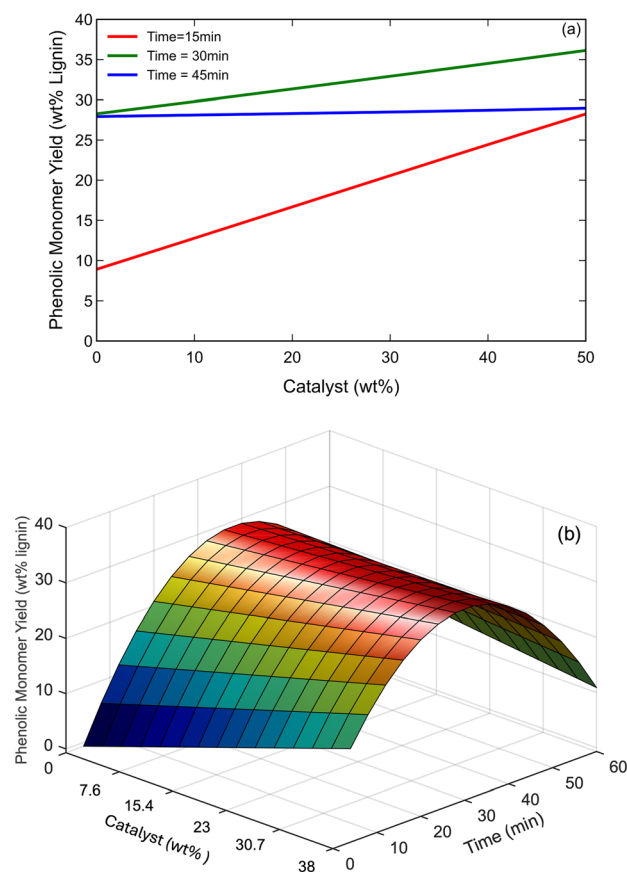 (a)
Time=15min
Time = 30min
Time = 45min
40
35
30
25
20
15
10
5
0
Phenolic Monomer Yield (wt% Lignin)
0 10 20 30 40 50
Catalyst (wt%)
(b)
40
30
20
10
0
Phenolic Monomer Yield (wt% lignin)
0
7.6
15.4
23
30.7
38
Catalyst (wt%)
0
10
20
30
40
50
60
Time (min)